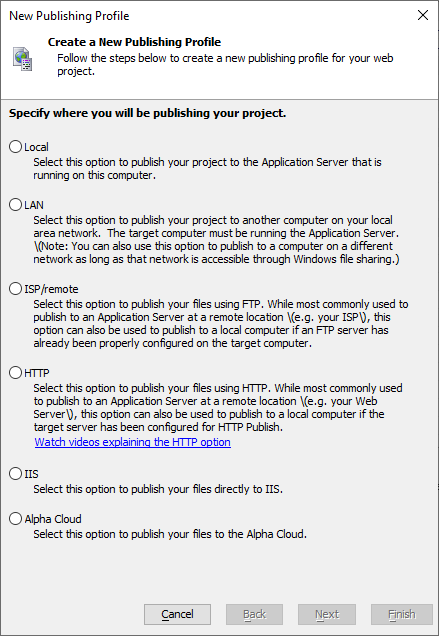 New Publishing Profile
Create a New Publishing Profile
Follow the steps below to create a new publishing profile for your web
project.
Specify where you will be publishing your project.
Local
Select this option to publish your project to the Application Server that is
running on this computer.
LAN
Select this option to publish your project to another computer on your local
area network.  The target computer must be running the Application Server.
\(Note: You can also use this option to publish to a computer on a different
network as long as that network is accessible through Windows file sharing.)
ISP/remote
Select this option to publish your files using FTP. While most commonly used to
publish to an Application Server at a remote location \(e.g. your ISP\), this
option can also be used to publish to a local computer if an FTP server has
already been properly configured on the target computer.
HTTP
Select this option to publish your files using HTTP. While most commonly used
to publish to an Application Server at a remote location \(e.g. your Web
Server\), this option can also be used to publish to a local computer if the
target server has been configured for HTTP Publish.
Watch videos explaining the HTTP option
IIS
Select this option to publish your files directly to IIS.
Alpha Cloud
Select this option to publish your files to the Alpha Cloud.
Cancel Back Next Finish